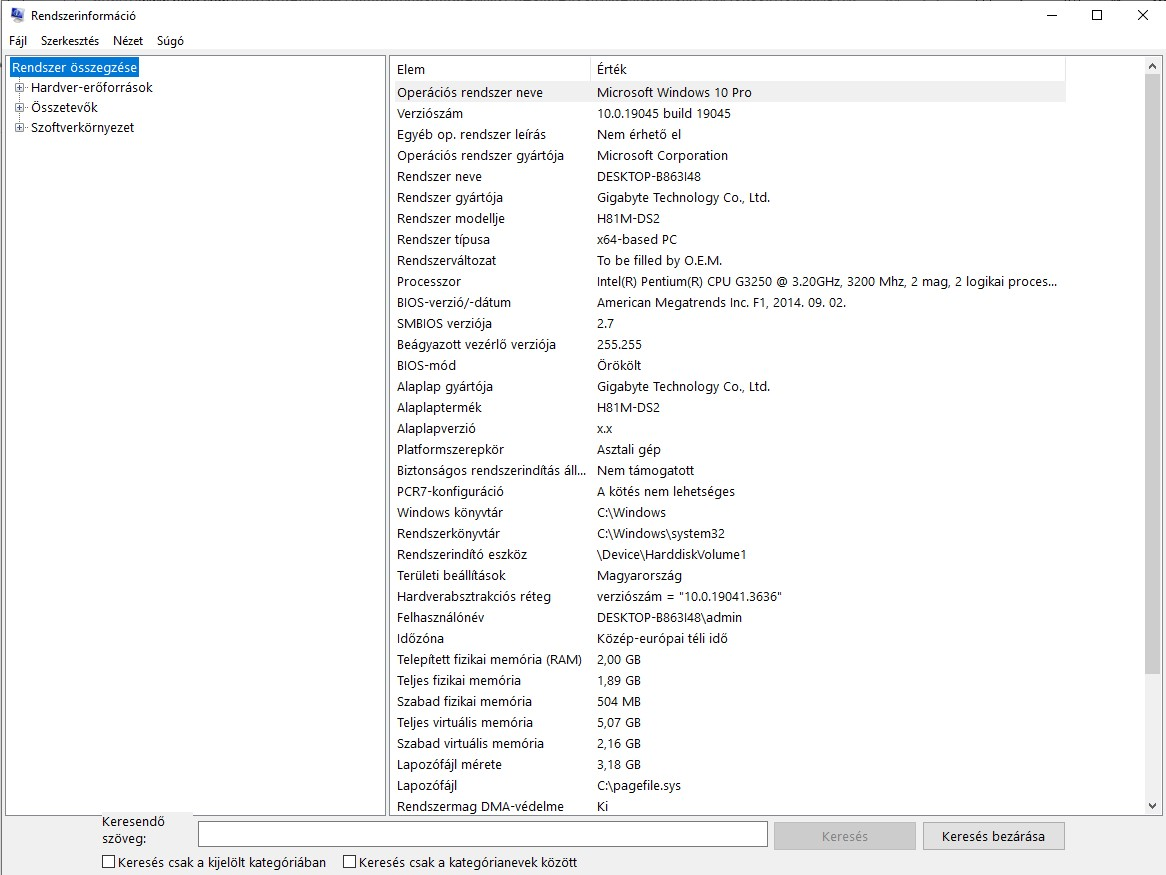 Rendszerinformáció
Fájl Szerkesztés Nézet Súgó
Rendszer összegzése
Hardver-erőforrások
Összetevők
Szoftverkörnyezet
Elem Érték
Operációs rendszer neve Microsoft Windows 10 Pro
Verziószám 10.0.19045 build 19045
Egyéb op. rendszer leírás Nem érhető el
Operációs rendszer gyártója Microsoft Corporation
Rendszer neve DESKTOP-B863I48
Rendszer gyártója Gigabyte Technology Co., Ltd.
Rendszer modellje H81M-DS2
Rendszer típusa x64-based PC
Rendszerváltozat To be filled by O.E.M.
Processzor Intel(R) Pentium(R) CPU G3250 @ 3.20GHz, 3200 Mhz, 2 mag, 2 logikai proces...
BIOS-verzió/-dátum American Megatrends Inc. F1, 2014. 09. 02.
SMBIOS verziója 2.7
Beágyazott vezérlő verziója 255.255
BIOS-mód Örökölt
Alaplap gyártója Gigabyte Technology Co., Ltd.
Alaplaptermék H81M-DS2
Alaplapverzió x.x
Platformszerepkör Asztali gép
Biztonságos rendszerindítás áll... Nem támogatott
PCR7-konfiguráció A kötés nem lehetséges
Windows könyvtár C:\Windows
Rendszerkönyvtár C:\Windows\system32
Rendszerindító eszköz \Device\HarddiskVolume1
Területi beállítások Magyarország
Hardverabsztrakciós réteg verziószám = "10.0.19041.3636"
Felhasználónév DESKTOP-B863I48\admin
Időzóna Közép-európai téli idő
Telepített fizikai memória (RAM) 2,00 GB
Teljes fizikai memória 1,89 GB
Szabad fizikai memória 504 MB
Teljes virtuális memória 5,07 GB
Szabad virtuális memória 2,16 GB
Lapozófájl mérete 3,18 GB
Lapozófájl C:\pagefile.sys
Rendszermag DMA-védelme Ki
Keresendő
szöveg:
Keresés Keresés bezárása
Keresés csak a kijelölt kategóriában Keresés csak a kategórianevek között